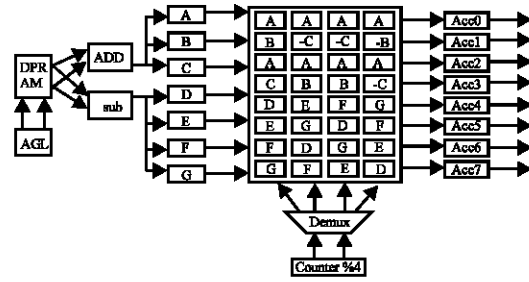 A A A A A Acc0
B B -C -C -B Acc1
DPR ADD
AM
C A A A A Acc2
D C B B -C Acc3
sub
E D E F G Acc4
AGL
E G D F Acc5
F F D G E Acc6
G G F E D Acc7
Demux
Counter %4